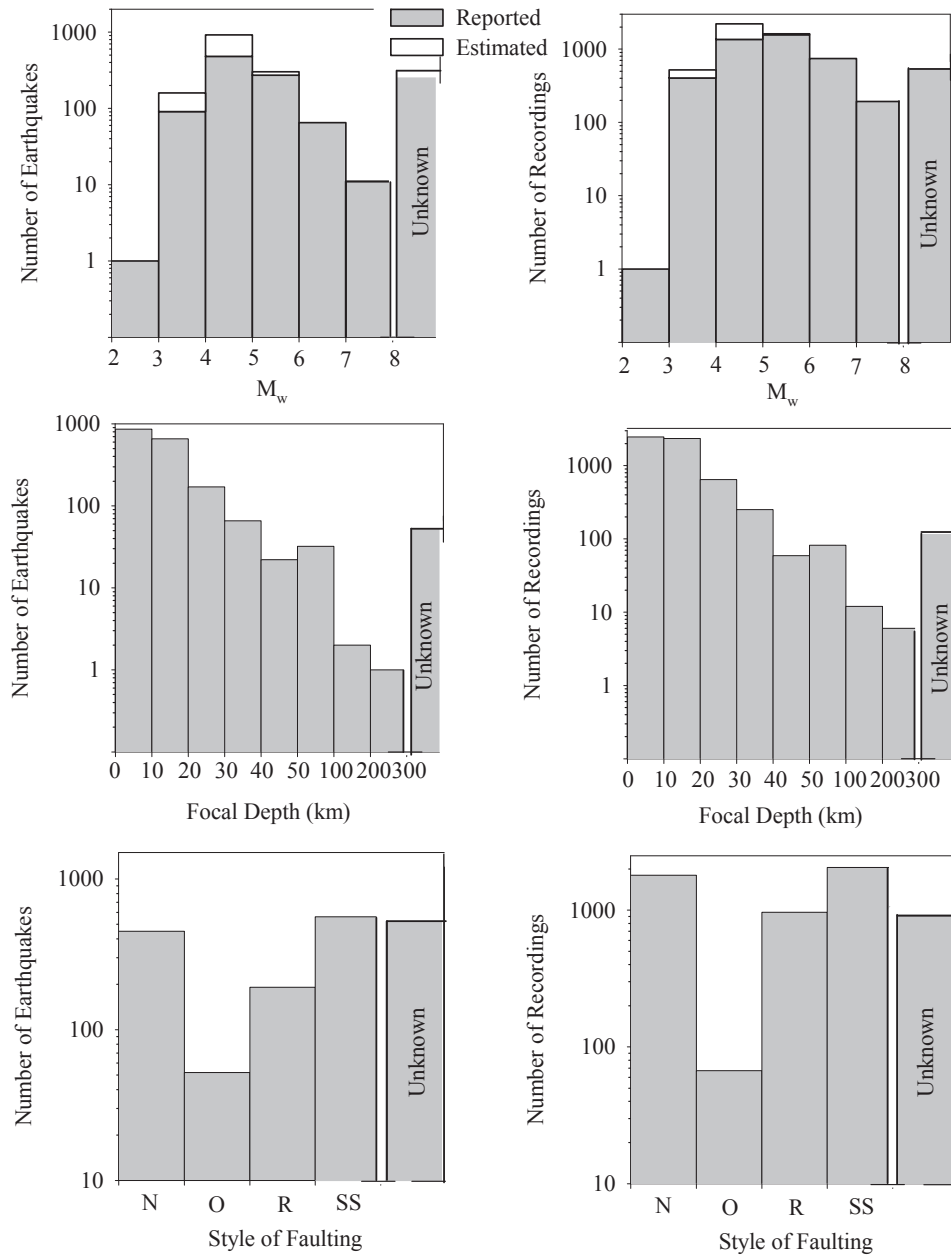 Reported
Estimated
Number of Earthquakes
1000
100
10
1
Unknown
2 3 4 5 6 7 8
Mw
Number of Recordings
1000
100
10
1
Unknown
2 3 4 5 6 7 8
Mw
Number of Earthquakes
1000
100
10
1
Unknown
0 10 20 30 40 50 100 200 300
Focal Depth (km)
Number of Recordings
1000
100
10
1
Unknown
0 10 20 30 40 50 100 200 300
Focal Depth (km)
Number of Earthquakes
1000
100
10
Unknown
N O R SS
Style of Faulting
Number of Recordings
1000
100
10
Unknown
N O R SS
Style of Faulting